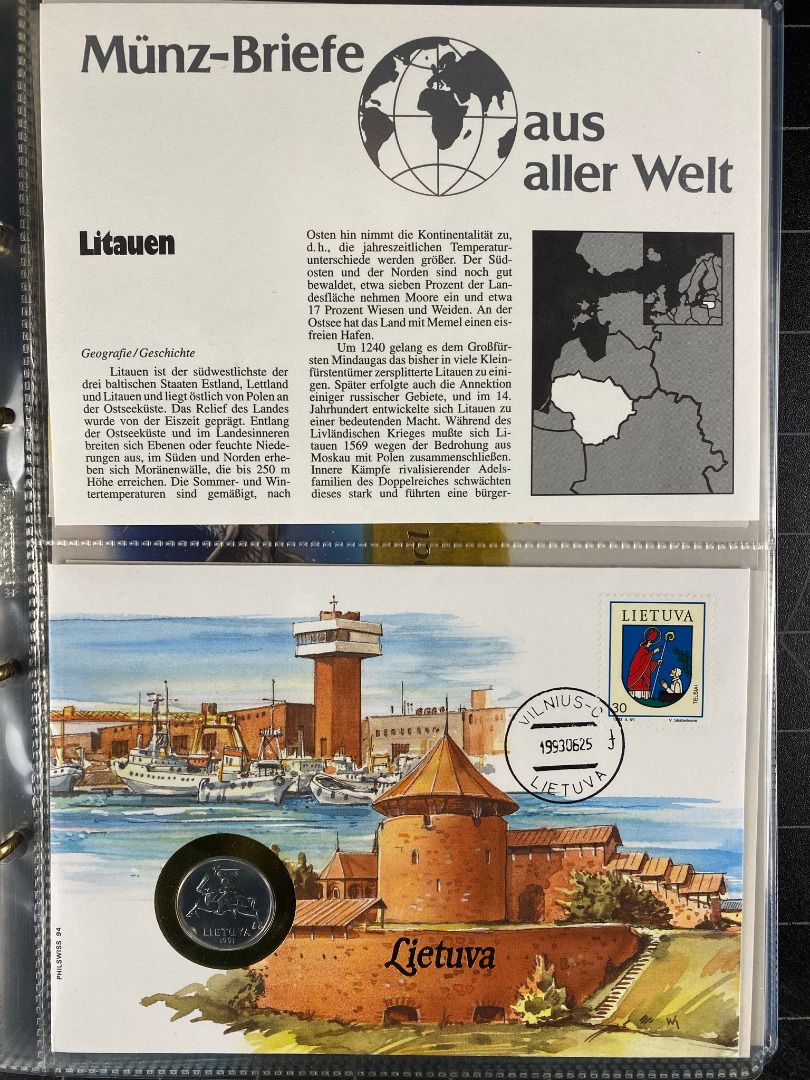 Münz-Briefe
aus
aller Welt
Litauen
Geografie/Geschichte
Litauen ist der südwestlichste der
drei baltischen Staaten Estland, Lettland
und Litauen und liegt östlich von Polen an
der Ostseeküste. Das Relief des Landes
wurde von der Eiszeit geprägt. Entlang
der Ostseeküste und im Landesinneren
breiten sich Ebenen oder feuchte Niede-
rungen aus, im Süden und Norden erhe-
ben sich Moränenwälle, die bis 250 m
Höhe erreichen. Die Sommer- und Win-
tertemperaturen sind gemäßigt, nach
Osten hin nimmt die Kontinentalität zu,
d.h., die jahreszeitlichen Temperatur-
unterschiede werden größer. Der Süd-
osten und der Norden sind noch gut
bewaldet, etwa sieben Prozent der Lan-
desfläche nehmen Moore ein und etwa
17 Prozent Wiesen und Weiden. An der
Ostsee hat das Land mit Memel einen eis-
freien Hafen.
Um 1240 gelang es dem Großfür-
sten Mindaugas das bisher in viele Klein-
fürstentümer zersplitterte Litauen zu eini-
gen. Später erfolgte auch die Annektion
einiger russischer Gebiete, und im 14.
Jahrhundert entwickelte sich Litauen zu
einer bedeutenden Macht. Während des
Livländischen Krieges mußte sich Li-
tauen 1569 wegen der Bedrohung aus
Moskau mit Polen zusammenschließen.
Innere Kämpfe rivalisierender Adels-
familien des Doppelreiches schwächten
dieses stark und führten eine bürger-
LIETUVA
TELŠIAI
30
VILNIUS-C
19930625
LIETUVA
LIETUVA
1991
Lietuva
PHILSWISS 94